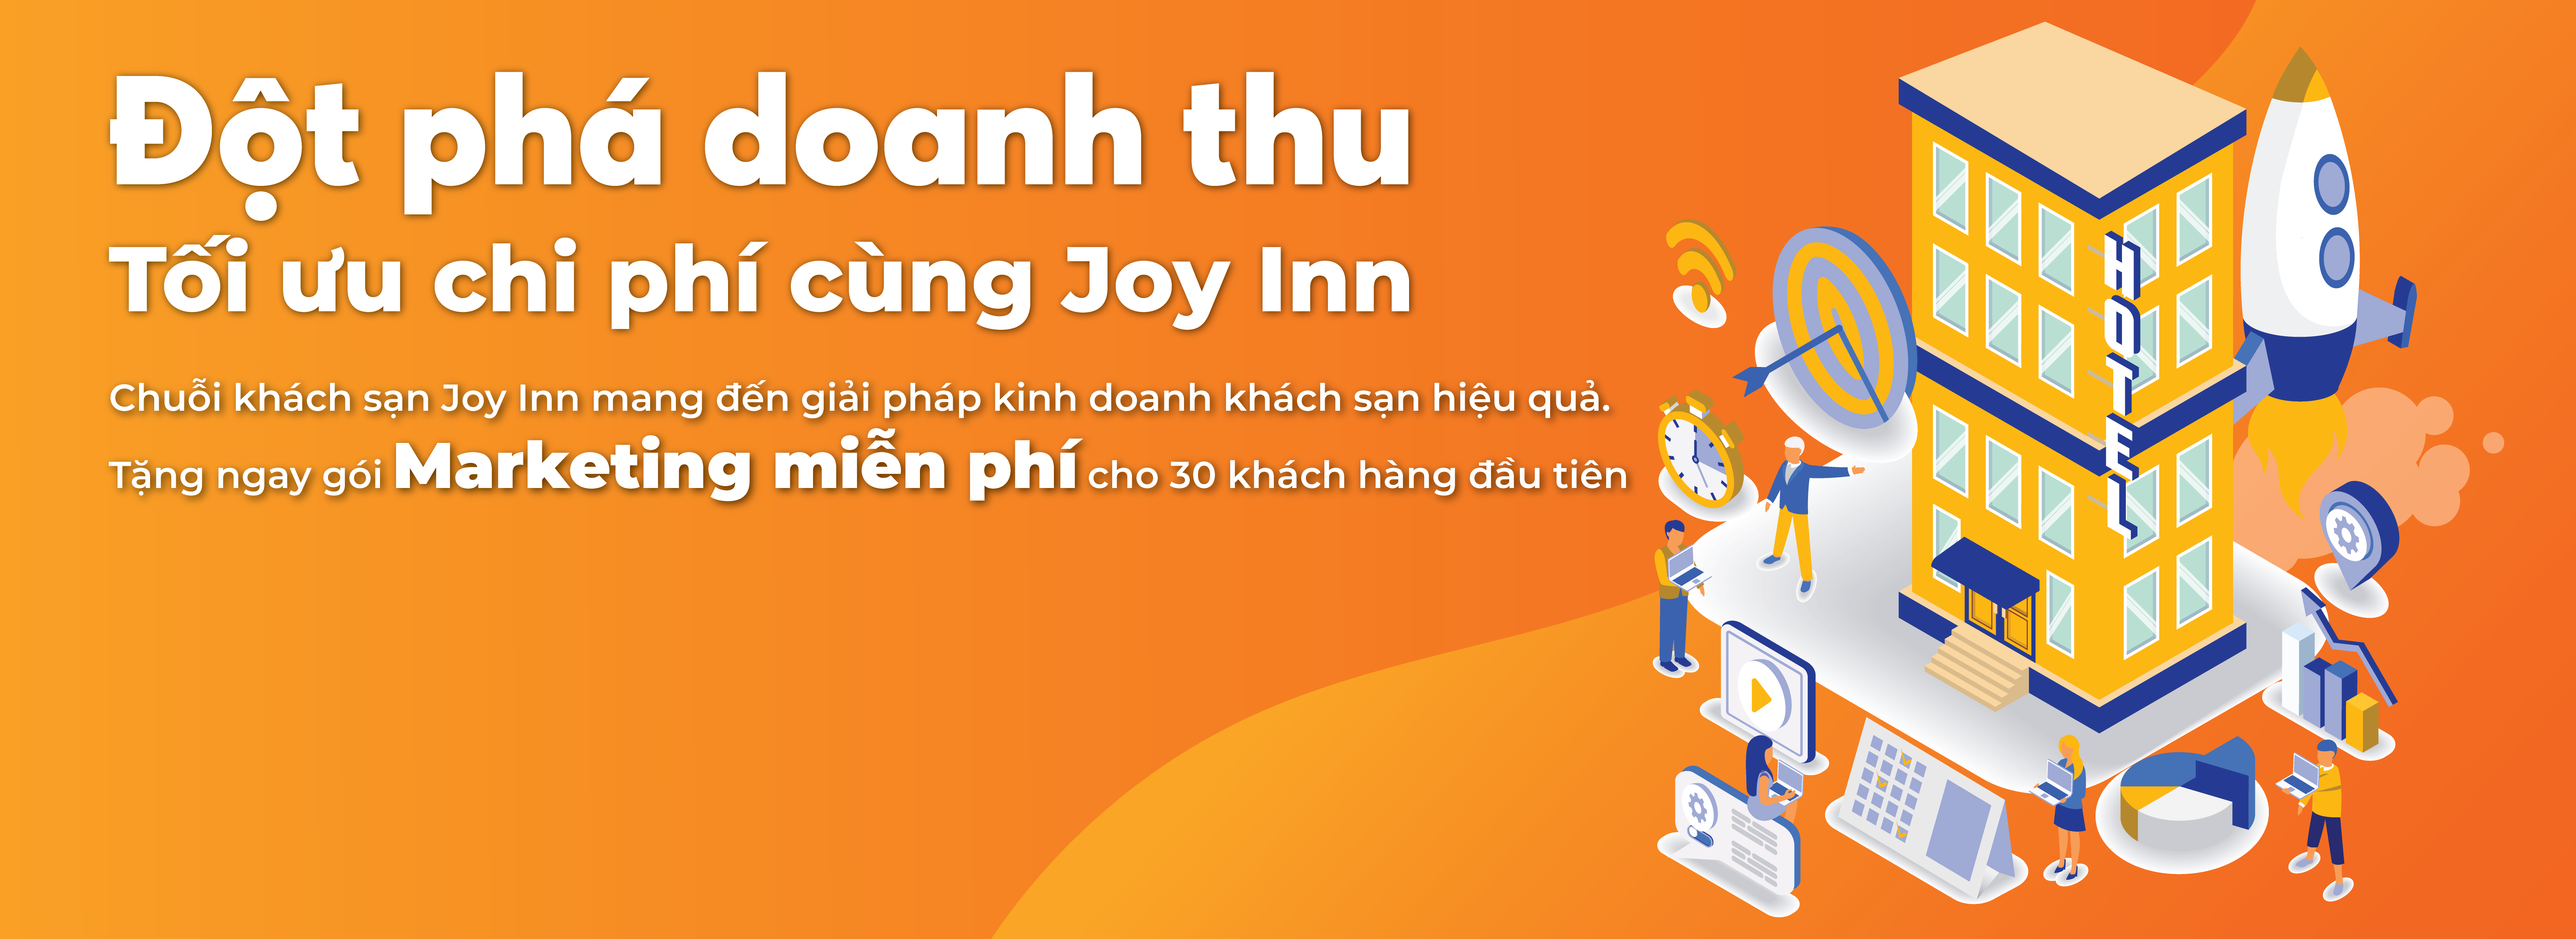 Đột phá doanh thu
Tối ưu chi phí cùng Joy Inn
Chuỗi khách sạn Joy Inn mang đến giải pháp kinh doanh khách sạn hiệu quả.
Tặng ngay gói Marketing miễn phí cho 30 khách hàng đầu tiên
HOTEL